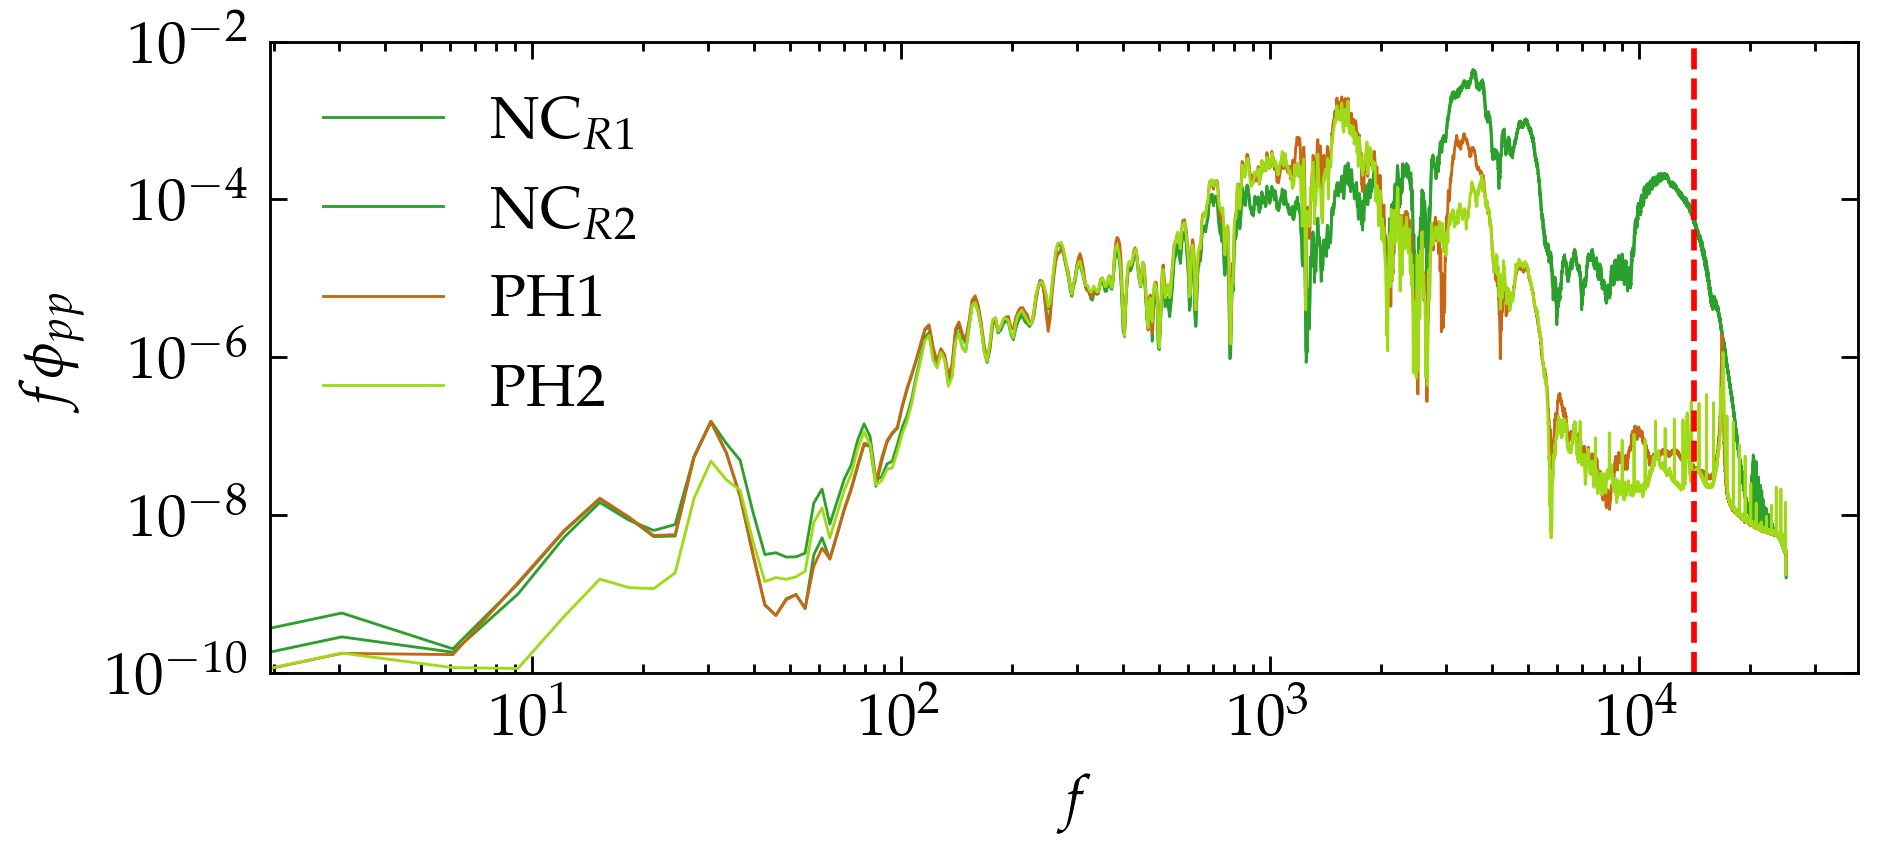 10^{-2}
10^{-4}
10^{-6}
10^{-8}
10^{-10}
f ϕ_{pp}
NC_{R1}
NC_{R2}
PH1
PH2
10^{1} 10^{2} 10^{3} 10^{4}
f